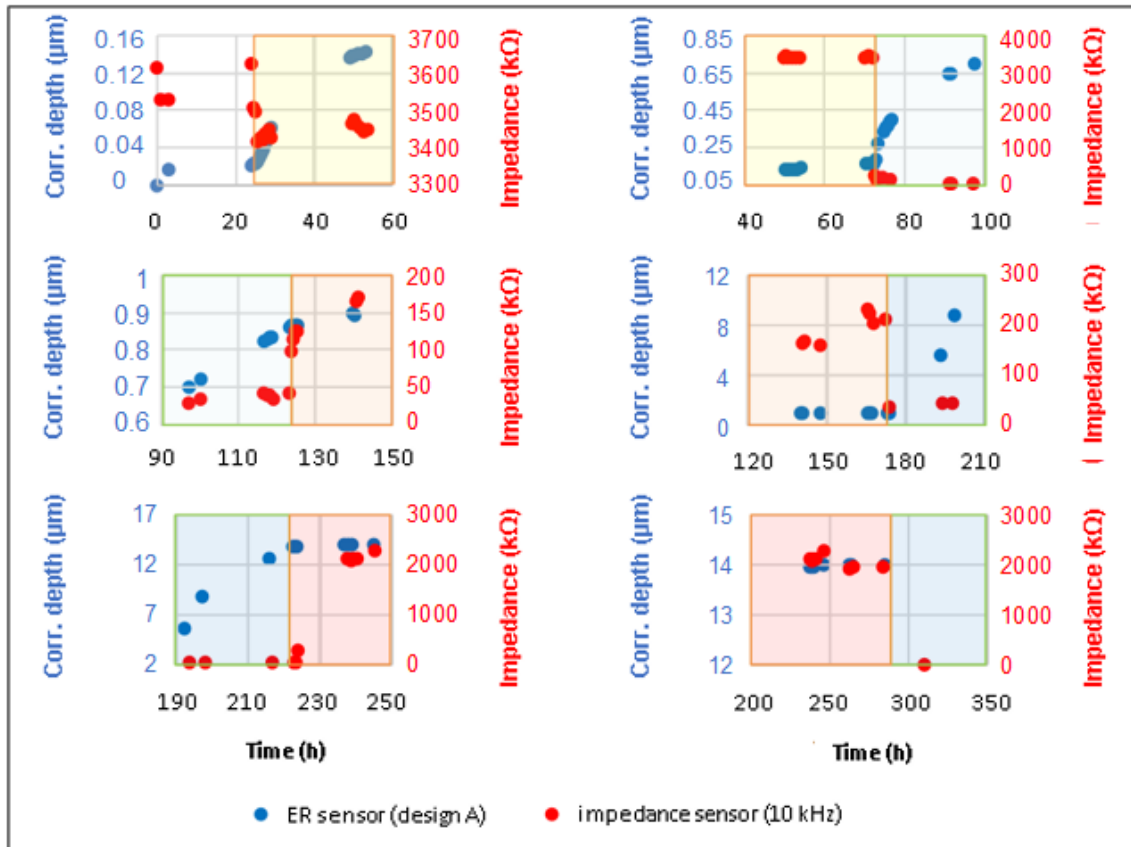 Corr. depth (µm) 0.16 0.12 0.08 0.04 0
3700 3600 3500 3400 3300 Impedance (kΩ)
0 20 40 60
Corr. depth (µm) 0.85 0.65 0.45 0.25 0.05
4000 3000 2000 1000 0 Impedance (kΩ)
40 60 80 100
Corr. depth (µm) 1 0.9 0.8 0.7 0.6
200 150 100 50 0 Impedance (kΩ)
90 110 130 150
Corr. depth (µm) 12 8 4 0
300 200 100 0 Impedance (kΩ)
120 150 180 210
Corr. depth (µm) 17 12 7 2
3000 2000 1000 0 Impedance (kΩ)
190 210 230 250
Time (h)
Corr. depth (µm) 15 14 13 12
3000 2000 1000 0 Impedance (kΩ)
200 250 300 350
Time (h)
ER sensor (design A) impedance sensor (10 kHz)